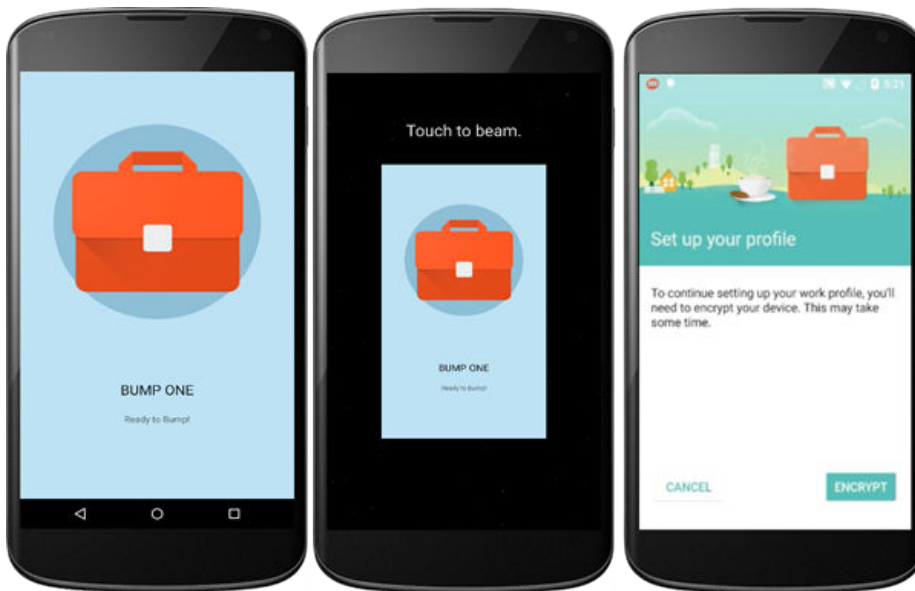 BUMP ONE
Ready to Bump!
Touch to beam.
BUMP ONE
Ready to Bump!
5:21
Set up your profile
To continue setting up your work profile, you'll
need to encrypt your device. This may take
some time.
CANCEL
ENCRYPT